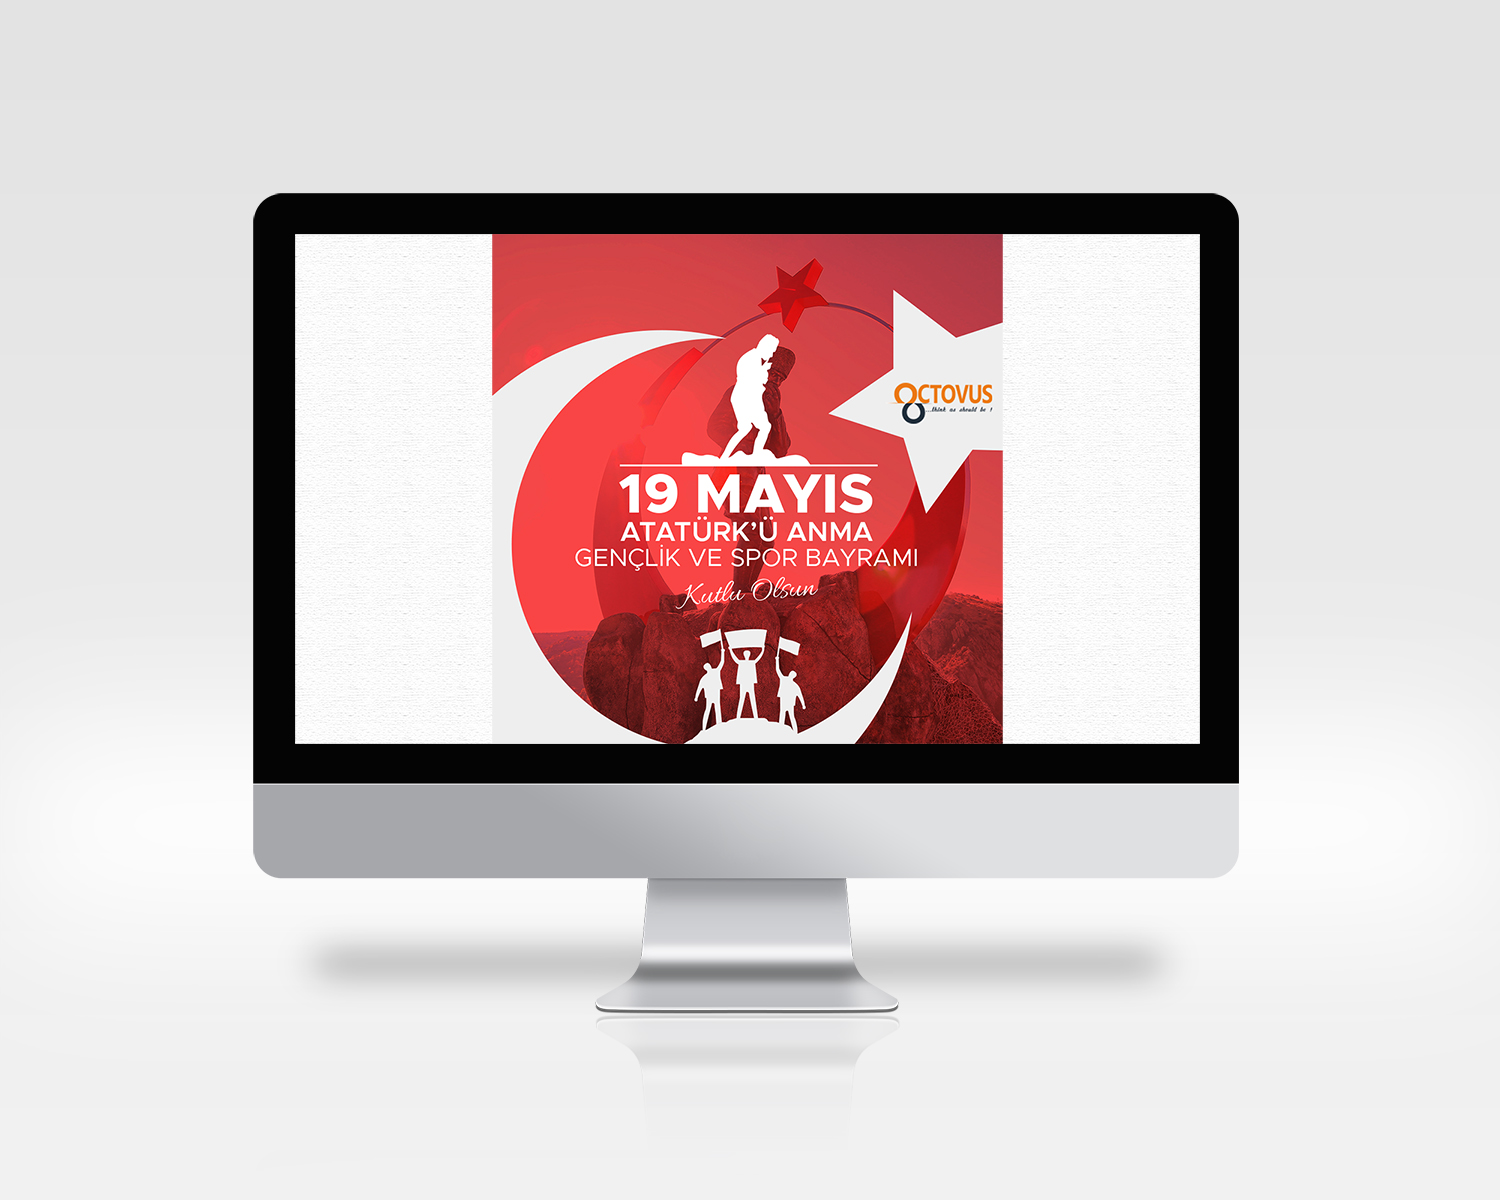 OCTOVUS
...think as should be !
19 MAYIS
ATATÜRK'Ü ANMA
GENÇLİK VE SPOR BAYRAMI
Kutlu Olsun